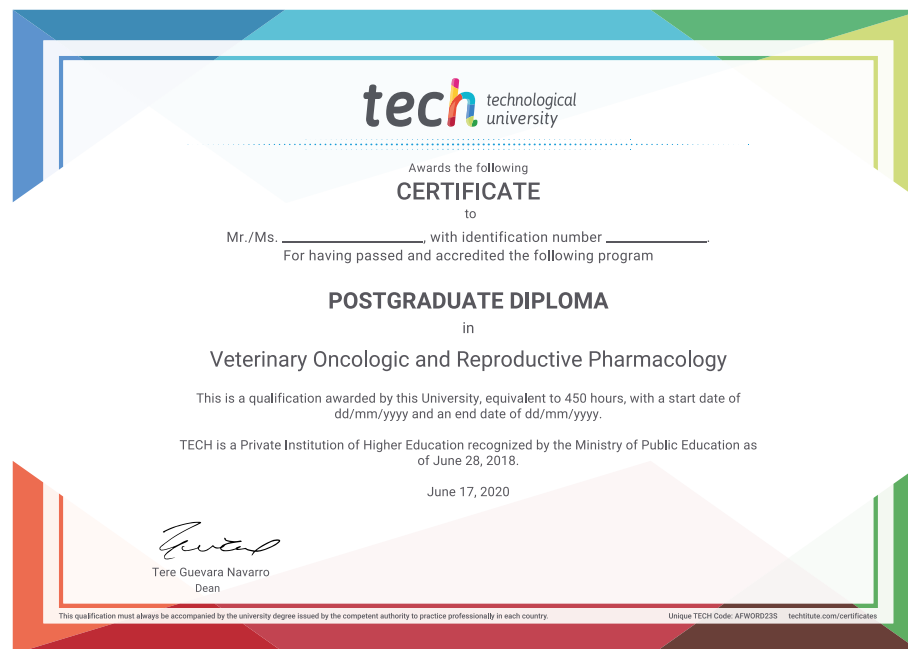 tech technological
university
Awards the following
CERTIFICATE
to
Mr./Ms. ____________________, with identification number ______________.
For having passed and accredited the following program
POSTGRADUATE DIPLOMA
in
Veterinary Oncologic and Reproductive Pharmacology
This is a qualification awarded by this University, equivalent to 450 hours, with a start date of
dd/mm/yyyy and an end date of dd/mm/yyyy.
TECH is a Private Institution of Higher Education recognized by the Ministry of Public Education as
of June 28, 2018.
June 17, 2020
Tere Guevara Navarro
Dean
This qualification must always be accompanied by the university degree issued by the competent authority to practice professionally in each country.
Unique TECH Code: AFWORD23S techtitute.com/certificates